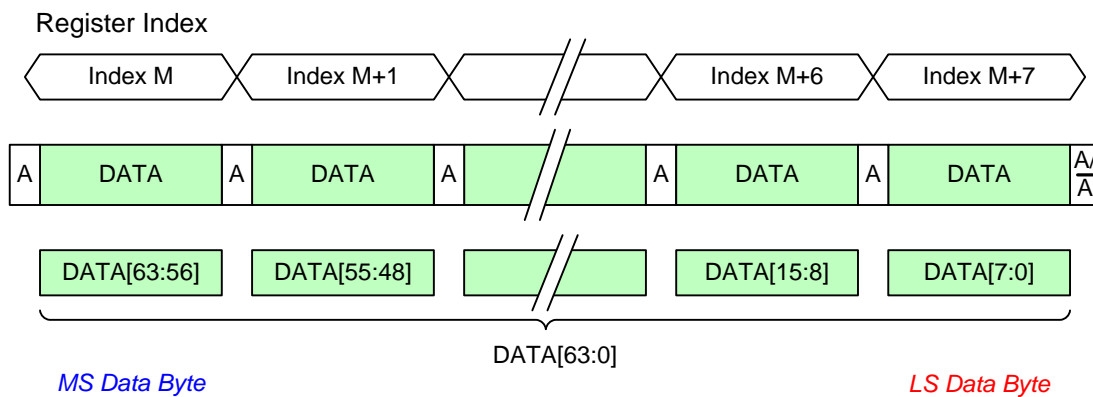 Register Index
Index M Index M+1 Index M+6 Index M+7
A DATA A DATA A A DATA A DATA A/
A
DATA[63:56] DATA[55:48] DATA[15:8] DATA[7:0]
DATA[63:0]
MS Data Byte LS Data Byte